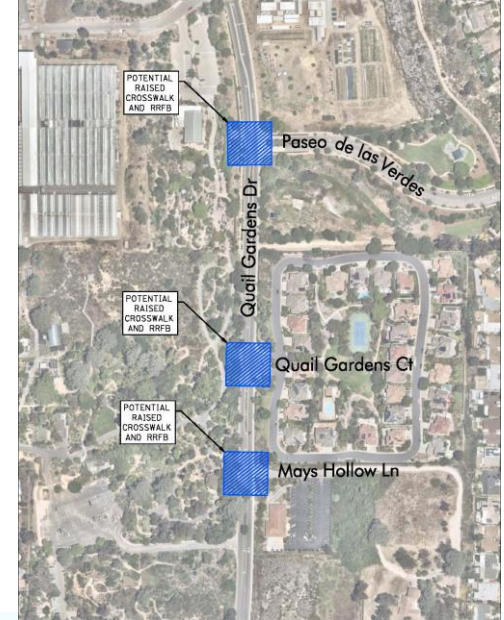 POTENTIAL
RAISED
CROSSWALK
AND RRFB
Paseo de las Verdes
Quail Gardens Dr
POTENTIAL
RAISED
CROSSWALK
AND RRFB
Quail Gardens Ct
POTENTIAL
RAISED
CROSSWALK
AND RRFB
Mays Hollow Ln